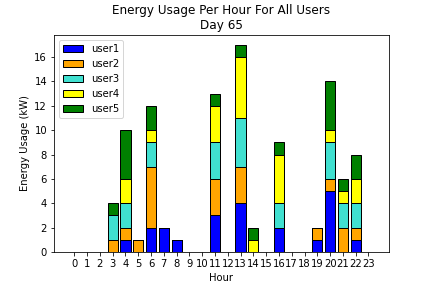 Energy Usage Per Hour For All Users
Day 65
user1
user2
user3
user4
user5
Energy Usage (kW)
16
14
12
10
8
6
4
2
0
0 1 2 3 4 5 6 7 8 9 10 11 12 13 14 15 16 17 18 19 20 21 22 23
Hour